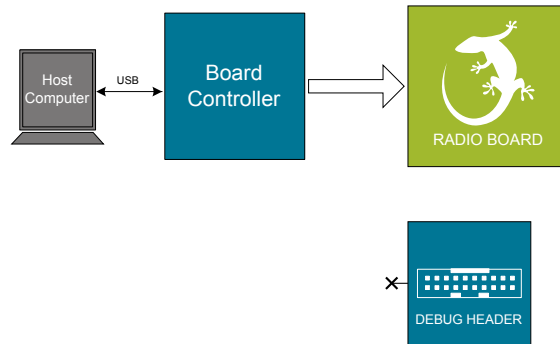 Host
Computer
USB
Board
Controller
RADIO BOARD
DEBUG HEADER